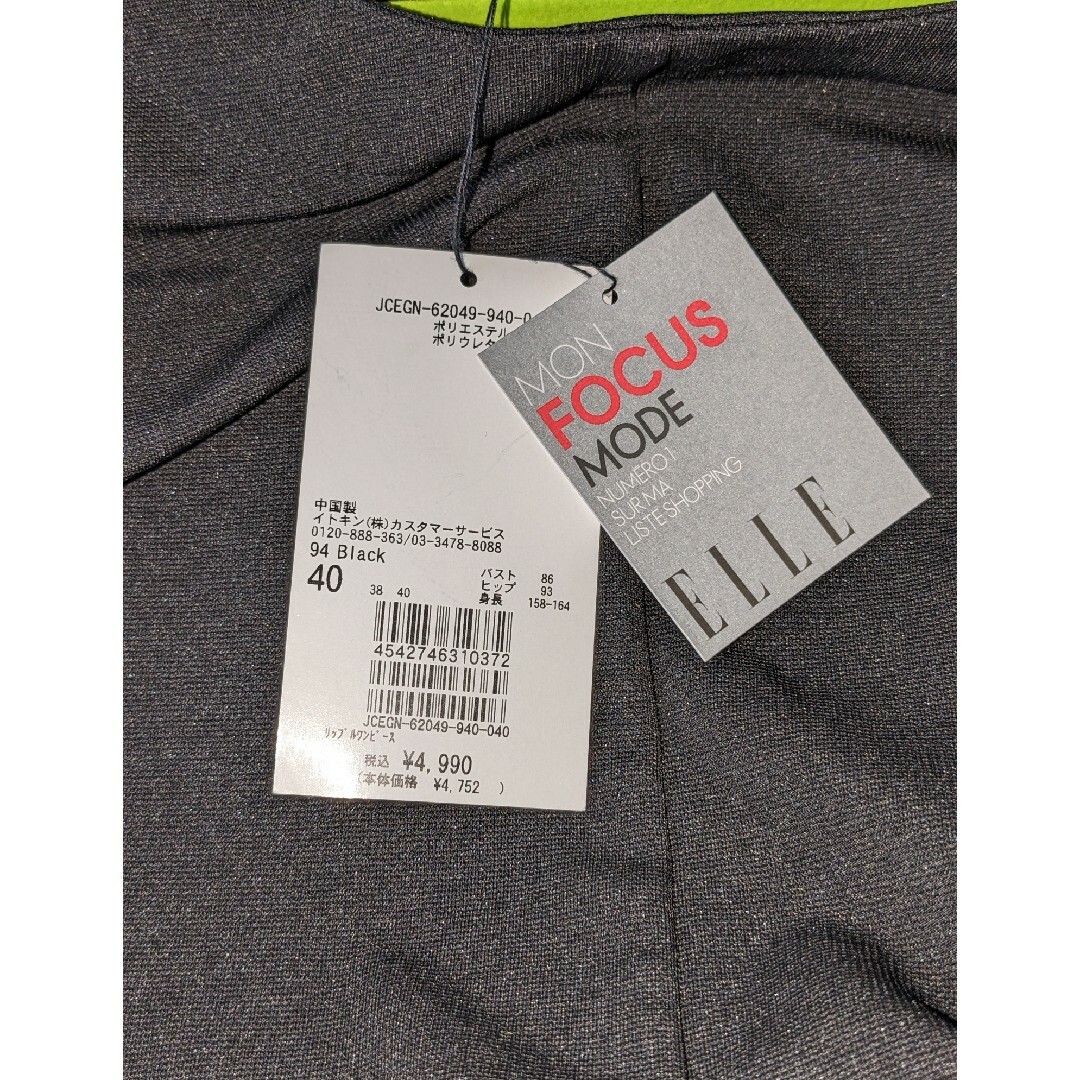 JCEGN-62049-940-0
ポリエステル
ポリウレタ
中国製
イトキン(株)カスタマーサービス
0120-888-363/03-3478-8088
94 Black
40
38 40
バスト 86
ヒップ 93
身長 158-164
4542746310372
JCEGN-62049-940-040
リップルワンピース
税込 ¥4,990
(本体価格 ¥4,752 )
MON
FOCUS
MODE
NUMÉRO 1
SUR MA
LISTE SHOPPING
ELLE